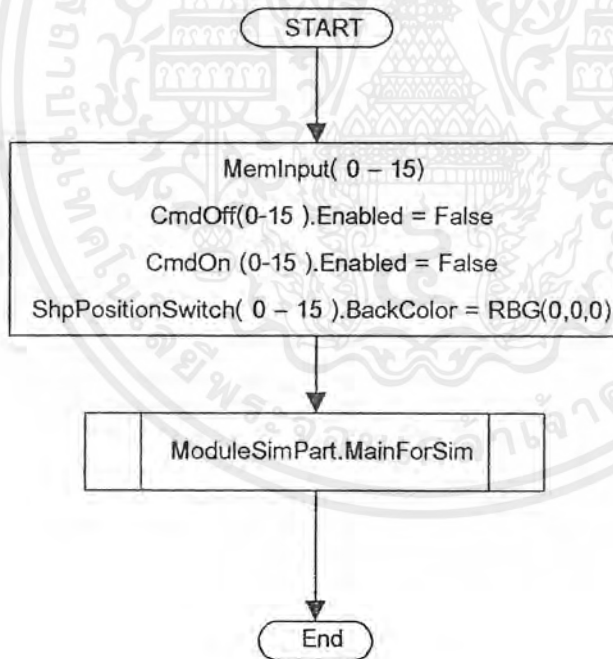 START
MemInput( 0 – 15)
CmdOff(0-15 ).Enabled = False
CmdOn (0-15 ).Enabled = False
ShpPositionSwitch( 0 – 15 ).BackColor = RBG(0,0,0)
ModuleSimPart.MainForSim
End